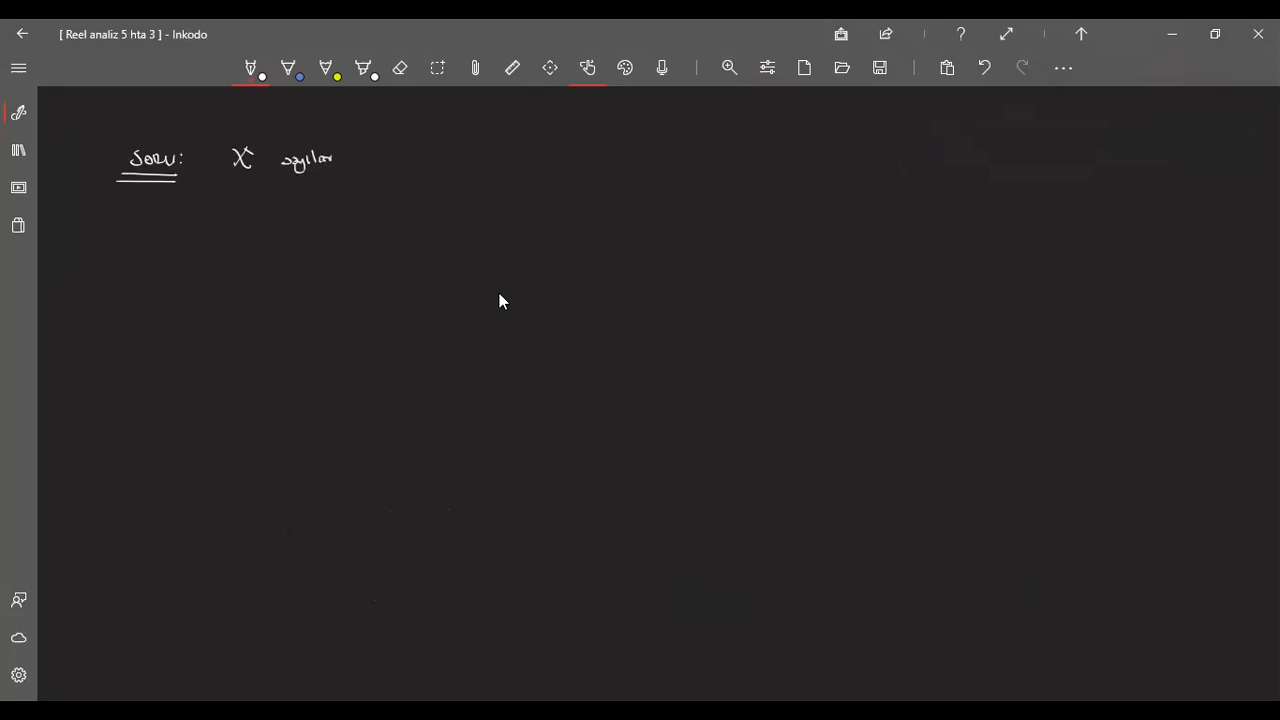 [ Reel analiz 5 hta 3 ] - Inkodo
SORU: X sayılar